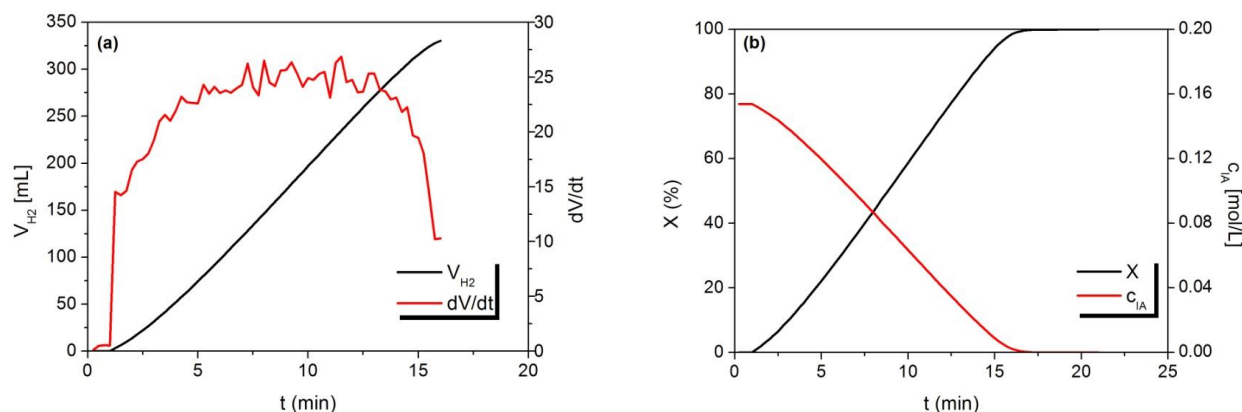 (a)
V_H2 [mL]
350
300
250
200
150
100
50
0
30
25
20
15
10
5
0
dV/dt
V_H2
dV/dt
0 5 10 15 20
t (min)
(b)
X (%)
100
80
60
40
20
0
0.20
0.16
0.12
0.08
0.04
0.00
c_IA [mol/L]
X
c_IA
0 5 10 15 20 25
t (min)